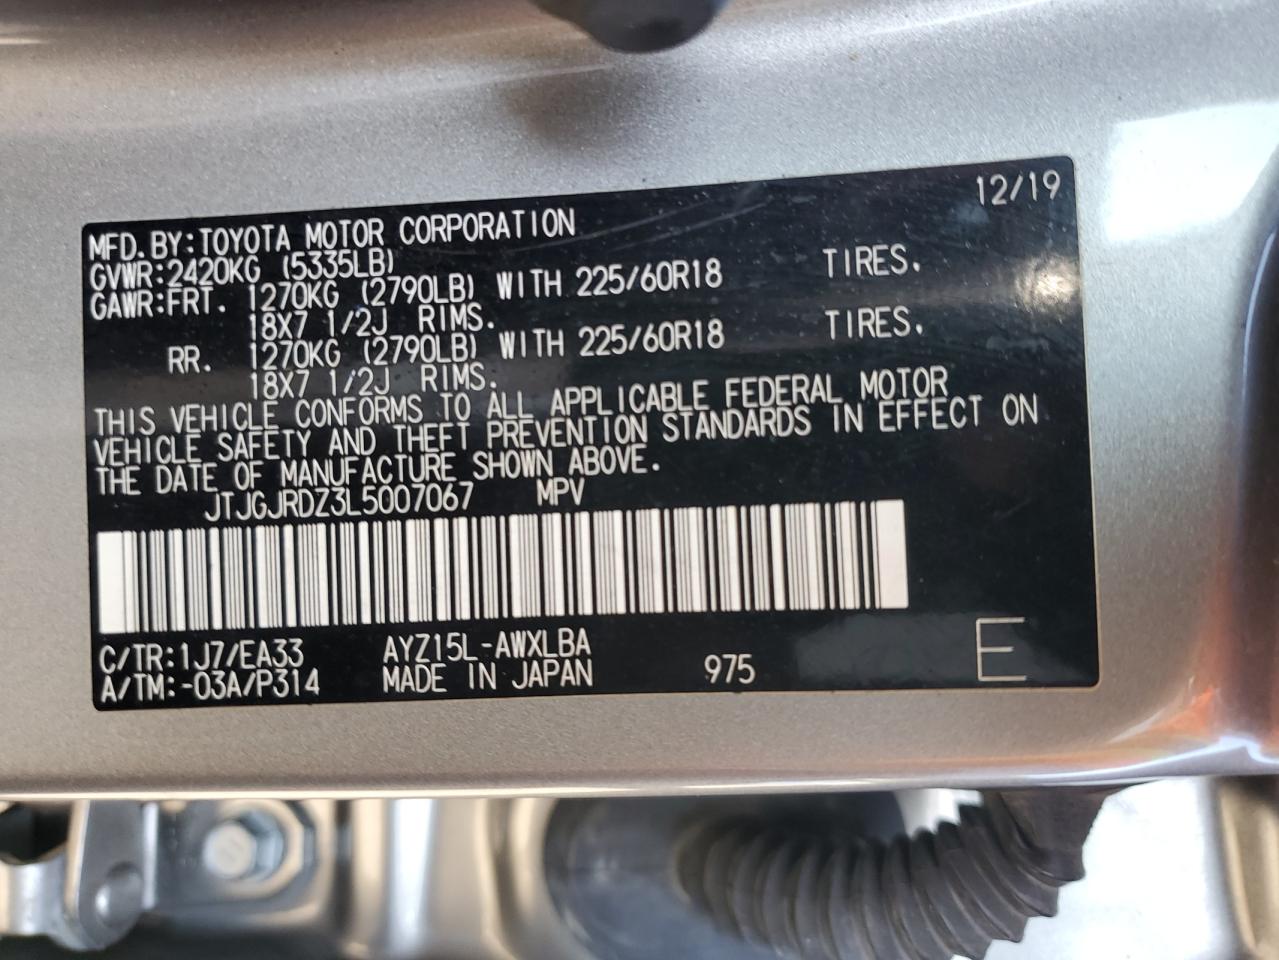 12/19
MFD.BY:TOYOTA MOTOR CORPORATION
GVWR:2420KG (5335LB)
GAWR:FRT. 1270KG (2790LB) WITH 225/60R18 TIRES.
18X7 1/2J RIMS.
RR. 1270KG (2790LB) WITH 225/60R18 TIRES.
18X7 1/2J RIMS.
THIS VEHICLE CONFORMS TO ALL APPLICABLE FEDERAL MOTOR
VEHICLE SAFETY AND THEFT PREVENTION STANDARDS IN EFFECT ON
THE DATE OF MANUFACTURE SHOWN ABOVE.
JTJGJRDZ3L5007067 MPV
C/TR:1J7/EA33 AYZ15L-AWXLBA
A/TM:-03A/P314 MADE IN JAPAN 975 E